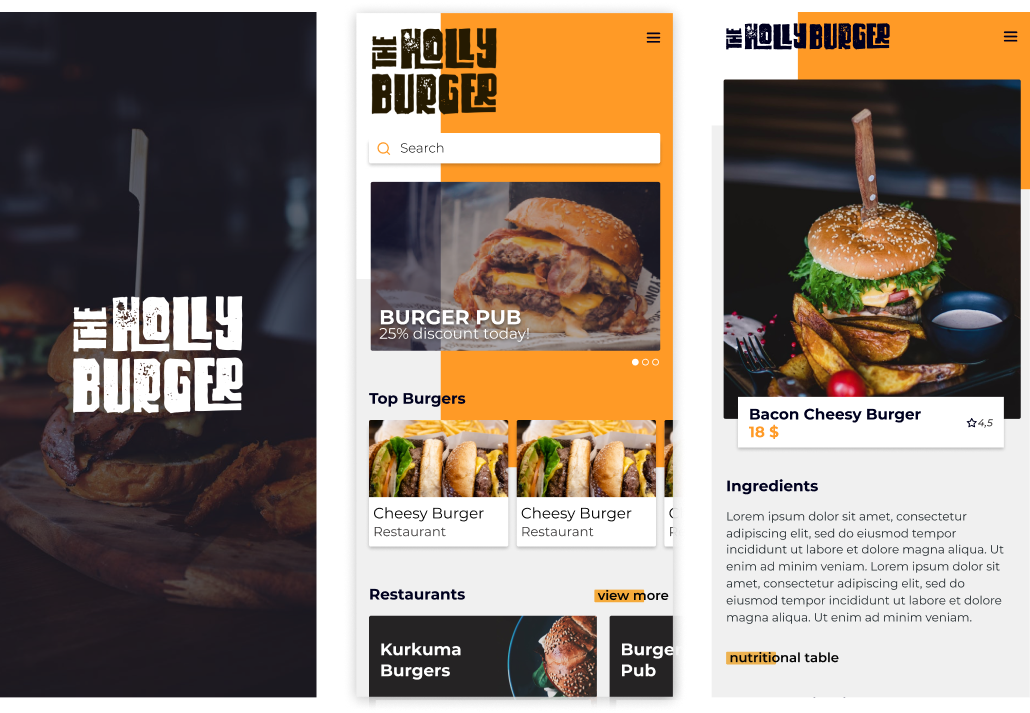 THE HOLLY
BURGER
THE HOLLY
BURGER
Search
BURGER PUB
25% discount today!
Top Burgers
Cheesy Burger
Restaurant
Cheesy Burger
Restaurant
Restaurants
view more
Kurkuma
Burgers
Burge
Pub
THE HOLLY BURGER
Bacon Cheesy Burger
18 $
4,5
Ingredients
Lorem ipsum dolor sit amet, consectetur
adipiscing elit, sed do eiusmod tempor
incididunt ut labore et dolore magna aliqua. Ut
enim ad minim veniam. Lorem ipsum dolor sit
amet, consectetur adipiscing elit, sed do
eiusmod tempor incididunt ut labore et dolore
magna aliqua. Ut enim ad minim veniam.
nutritional table